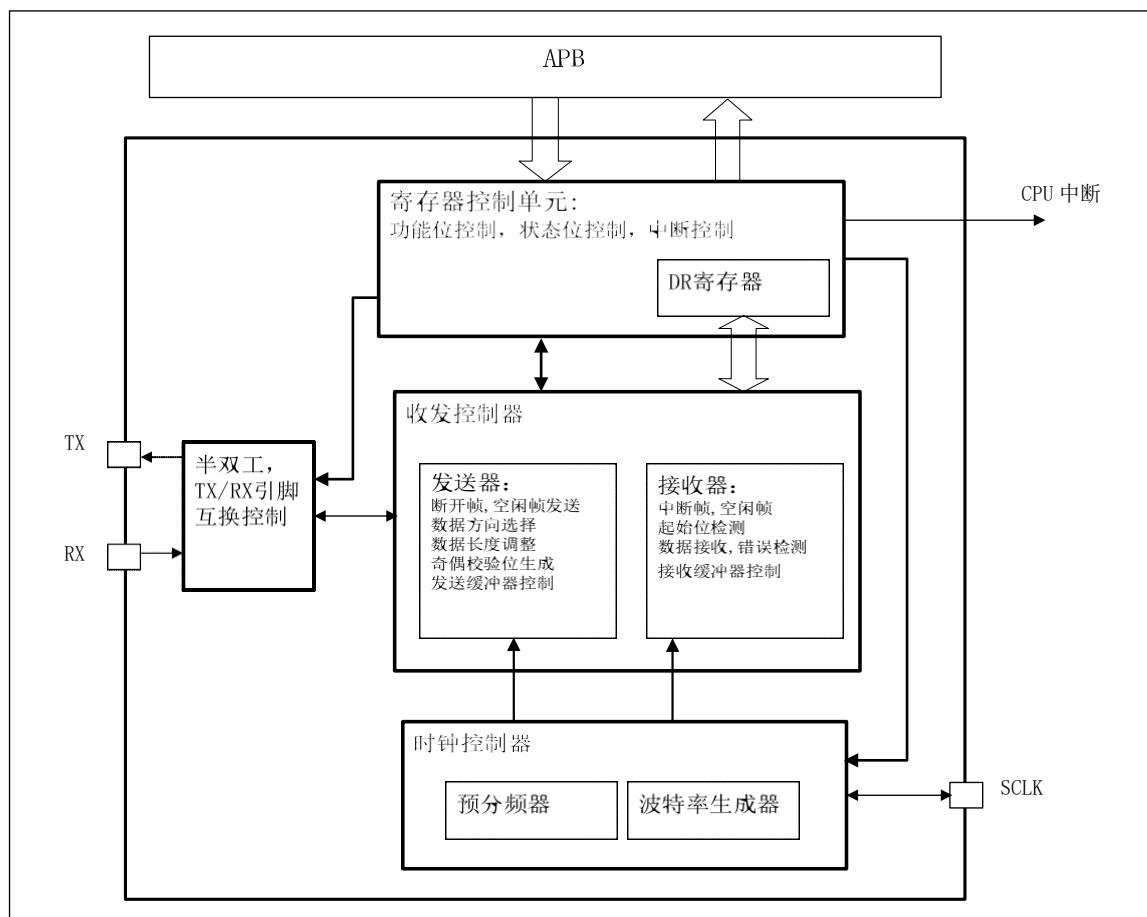 APB
寄存器控制单元:
功能位控制, 状态位控制, 中断控制
CPU 中断
DR寄存器
收发控制器
TX
半双工,
TX/RX引脚
互换控制
RX
发送器:
断开帧,空闲帧发送
数据方向选择
数据长度调整
奇偶校验位生成
发送缓冲器控制
接收器:
中断帧,空闲帧
起始位检测
数据接收,错误检测
接收缓冲器控制
时钟控制器
预分频器
波特率生成器
SCLK